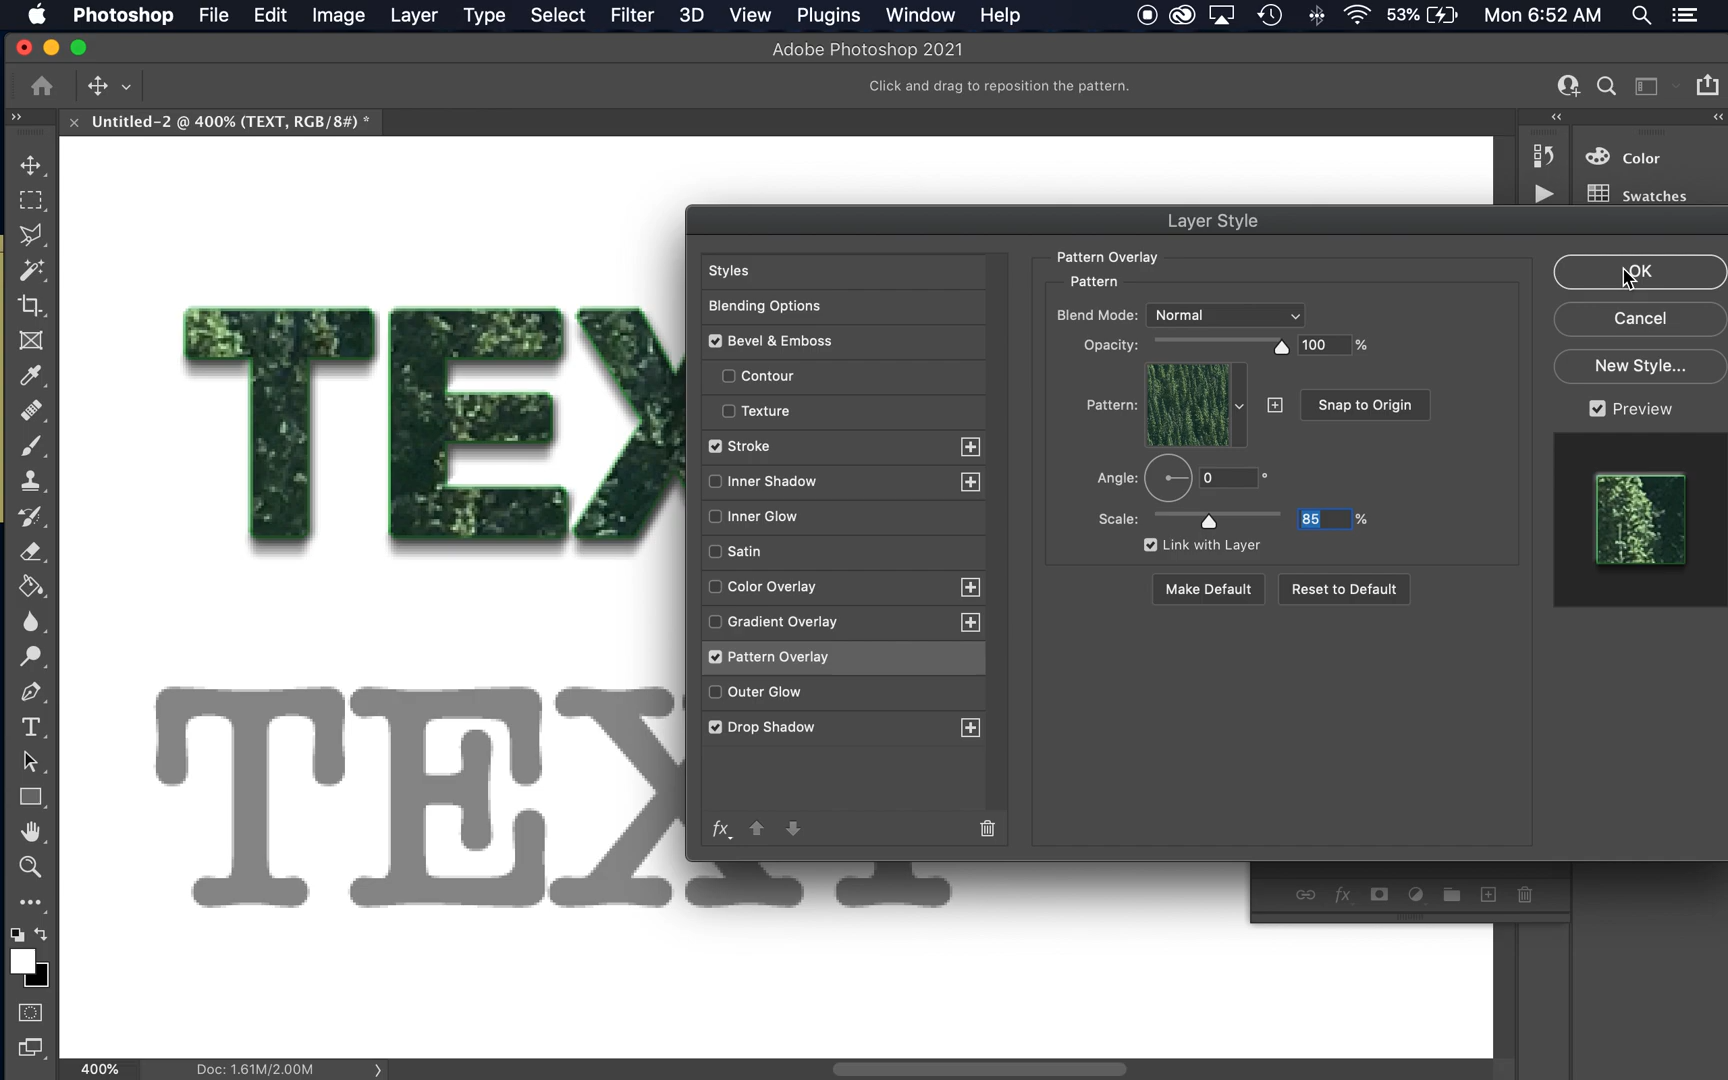 Photoshop File Edit Image Layer Type Select Filter 3D View Plugins Window Help 53% Mon 6:52 AM
Adobe Photoshop 2021
Click and drag to reposition the pattern.
× Untitled-2 @ 400% (TEXT, RGB/8#) *
Color
Swatches
Layer Style
Styles
Blending Options
Bevel & Emboss
Contour
Texture
Stroke
Inner Shadow
Inner Glow
Satin
Color Overlay
Gradient Overlay
Pattern Overlay
Outer Glow
Drop Shadow
fx
Pattern Overlay
Pattern
Blend Mode: Normal
Opacity: 100 %
Pattern: Snap to Origin
Angle: 0 °
Scale: 85 %
Link with Layer
Make Default Reset to Default
OK
Cancel
New Style...
Preview
TEX
TEXT
T
fx
400% Doc: 1.61M/2.00M